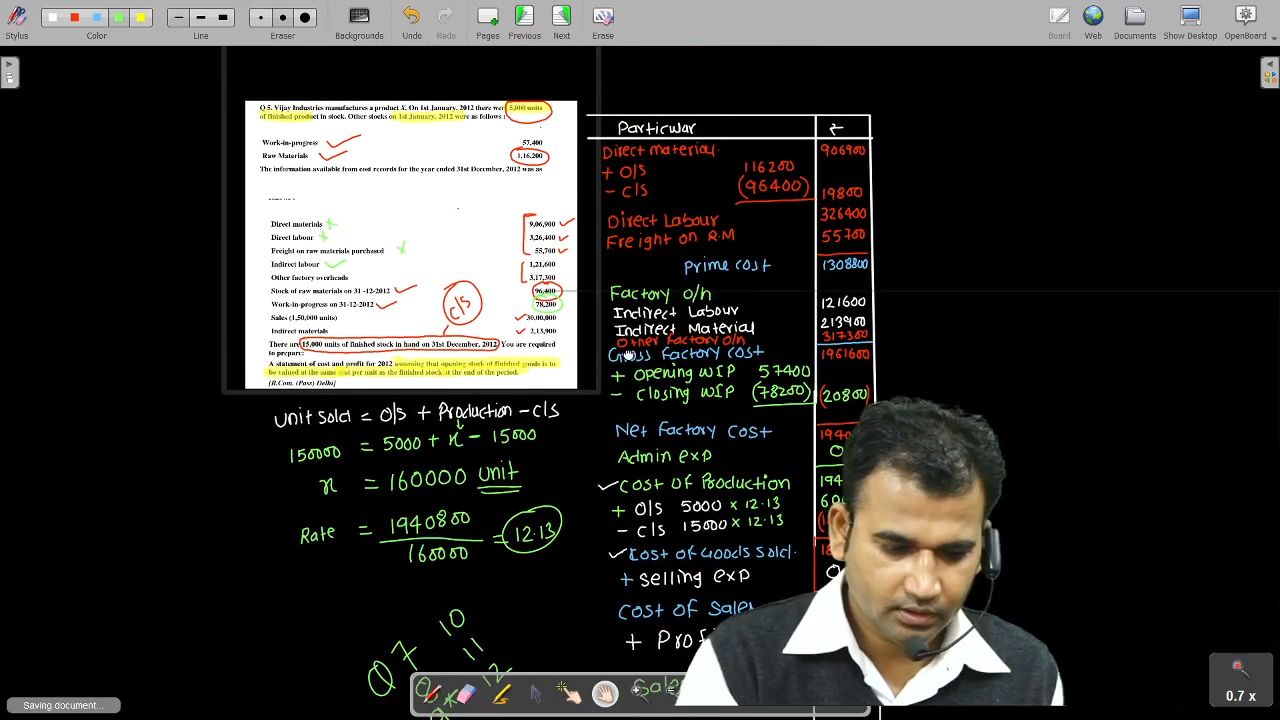 Stylus
Color
Line
Eraser
Backgrounds
Undo
Redo
Pages
Previous
Next
Erase
Board
Web
Documents
Show Desktop
OpenBoard
Q 5. Vijay Industries manufactures a product X. On 1st January, 2012 there were 5,000 units
of finished product in stock. Other stocks on 1st January, 2012 were as follows :
Work-in-progress 57,400
Raw Materials 1,16,200
The information available from cost records for the year ended 31st December, 2012 was as
Direct materials 9,06,900
Direct labour 3,26,400
Freight on raw materials purchased 55,700
Indirect labour 1,21,600
Other factory overheads 3,17,300
Stock of raw materials on 31 -12-2012 96,400
Work-in-progress on 31-12-2012 78,200
Sales (1,50,000 units) 30,00,000
Indirect materials 2,13,900
There are 15,000 units of finished stock in hand on 31st December, 2012. You are required
to prepare:
A statement of cost and profit for 2012 assuming that opening stock of finished goods is to
be valued at the same cost per unit as the finished stock at the end of the period.
[B.Com. (Pass) Delhi]
C/S
unit sold = O/S + Production - C/S
150000 = 5000 + x - 15000
x = 160000 unit
Rate = 1940800
160000
= 12.13
Q 7
10
11
12
Particular ₹
Direct material. 906900
+ O/S 116200
- C/S (96400) 19800
Direct Labour 326400
Freight on R.M 55700
Prime cost 1308800
Factory o/h
Indirect Labour 121600
Indirect Material 213900
Other factory o/h 317300
Gross factory cost 1961600
+ opening WIP 57400
- closing WIP (78200) (20800)
Net Factory cost
Admin exp
Cost of Production
+ O/S 5000 × 12.13
- C/S 15000 × 12.13
Cost of Goods sold.
+ selling exp
Cost of Sales
+ Profi
Sale
Saving document...
0.7 x